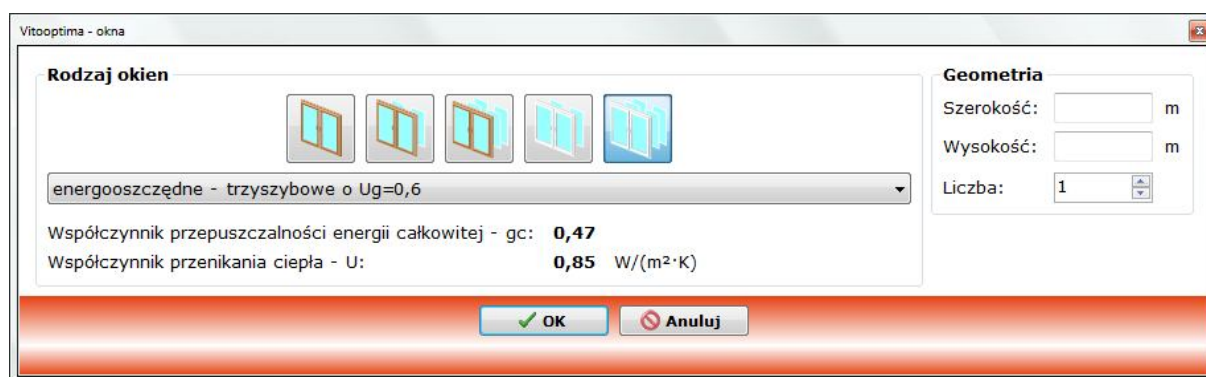 Vitooptima - okna
Rodzaj okien
energooszczędne - trzyszybowe o Ug=0,6
Współczynnik przepuszczalności energii całkowitej - gc: 0,47
Współczynnik przenikania ciepła - U: 0,85 W/(m²·K)
Geometria
Szerokość: m
Wysokość: m
Liczba: 1
OK Anuluj